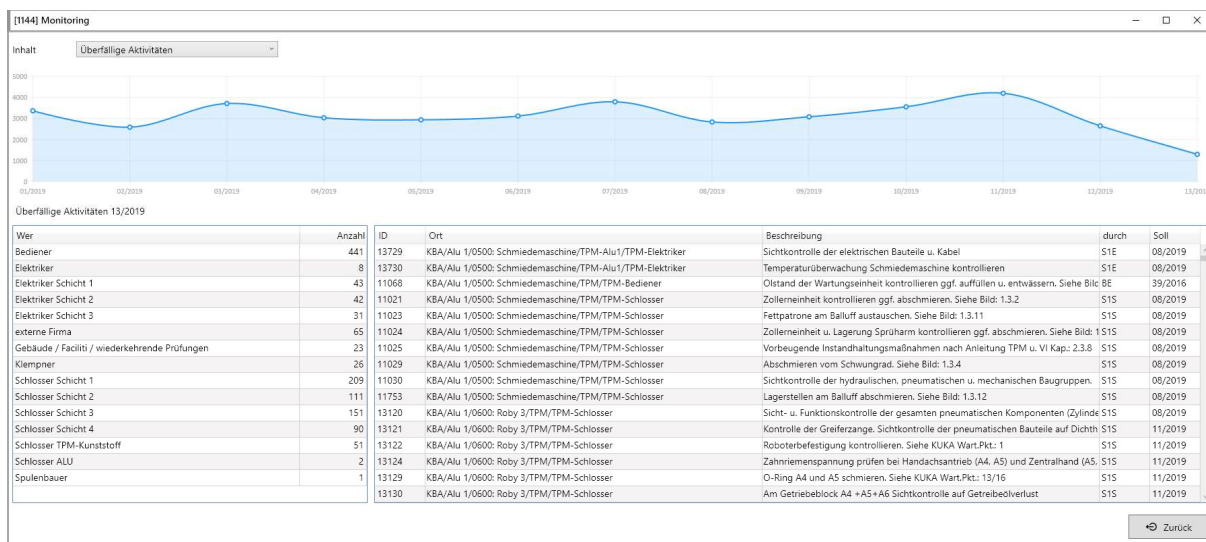 [1144] Monitoring
Inhalt Überfällige Aktivitäten
5000
4000
3000
2000
1000
0
01/2019 02/2019 03/2019 04/2019 05/2019 06/2019 07/2019 08/2019 09/2019 10/2019 11/2019 12/2019 13/201
Überfällige Aktivitäten 13/2019
Wer Anzahl
Bediener 441
Elektriker 8
Elektriker Schicht 1 43
Elektriker Schicht 2 42
Elektriker Schicht 3 31
externe Firma 65
Gebäude / Faciliti / wiederkehrende Prüfungen 23
Klempner 26
Schlosser Schicht 1 209
Schlosser Schicht 2 111
Schlosser Schicht 3 151
Schlosser Schicht 4 90
Schlosser TPM-Kunststoff 51
Schlosser ALU 2
Spulenbauer 1
ID Ort Beschreibung durch Soll
13729 KBA/Alu 1/0500: Schmiedemaschine/TPM-Alu1/TPM-Elektriker Sichtkontrolle der elektrischen Bauteile u. Kabel S1E 08/2019
13730 KBA/Alu 1/0500: Schmiedemaschine/TPM-Alu1/TPM-Elektriker Temperaturüberwachung Schmiedemaschine kontrollieren S1E 08/2019
11068 KBA/Alu 1/0500: Schmiedemaschine/TPM/TPM-Bediener Ölstand der Wartungseinheit kontrollieren ggf. auffüllen u. entwässern. Siehe Bild BE 39/2016
11021 KBA/Alu 1/0500: Schmiedemaschine/TPM/TPM-Schlosser Zollerneinheit kontrollieren ggf. abschmieren. Siehe Bild: 1.3.2 S1S 08/2019
11023 KBA/Alu 1/0500: Schmiedemaschine/TPM/TPM-Schlosser Fettpatrone am Balluff austauschen. Siehe Bild: 1.3.11 S1S 08/2019
11024 KBA/Alu 1/0500: Schmiedemaschine/TPM/TPM-Schlosser Zollerneinheit u. Lagerung Sprüharm kontrollieren ggf. abschmieren. Siehe Bild: 1 S1S 08/2019
11025 KBA/Alu 1/0500: Schmiedemaschine/TPM/TPM-Schlosser Vorbeugende Instandhaltungsmaßnahmen nach Anleitung TPM u. VI Kap.: 2.3.8 S1S 08/2019
11029 KBA/Alu 1/0500: Schmiedemaschine/TPM/TPM-Schlosser Abschmieren vom Schwungrad. Siehe Bild: 1.3.4 S1S 08/2019
11030 KBA/Alu 1/0500: Schmiedemaschine/TPM/TPM-Schlosser Sichtkontrolle der hydraulischen, pneumatischen u. mechanischen Baugruppen. S1S 08/2019
11753 KBA/Alu 1/0500: Schmiedemaschine/TPM/TPM-Schlosser Lagerstellen am Balluff abschmieren. Siehe Bild: 1.3.12 S1S 08/2019
13120 KBA/Alu 1/0600: Roby 3/TPM/TPM-Schlosser Sicht- u. Funktionskontrolle der gesamten pneumatischen Komponenten (Zylinde S1S 08/2019
13121 KBA/Alu 1/0600: Roby 3/TPM/TPM-Schlosser Kontrolle der Greiferzange. Sichtkontrolle der pneumatischen Bauteile auf Dichth S1S 11/2019
13122 KBA/Alu 1/0600: Roby 3/TPM/TPM-Schlosser Roboterbefestigung kontrollieren. Siehe KUKA Wart.Pkt.: 1 S1S 11/2019
13124 KBA/Alu 1/0600: Roby 3/TPM/TPM-Schlosser Zahnriemenspannung prüfen bei Handachsantrieb (A4, A5) und Zentralhand (A5, S1S 11/2019
13129 KBA/Alu 1/0600: Roby 3/TPM/TPM-Schlosser O-Ring A4 und A5 schmieren. Siehe KUKA Wart.Pkt.: 13/16 S1S 11/2019
13130 KBA/Alu 1/0600: Roby 3/TPM/TPM-Schlosser Am Getriebeblock A4 +A5+A6 Sichtkontrolle auf Getreibeölverlust S1S 11/2019
Zurück